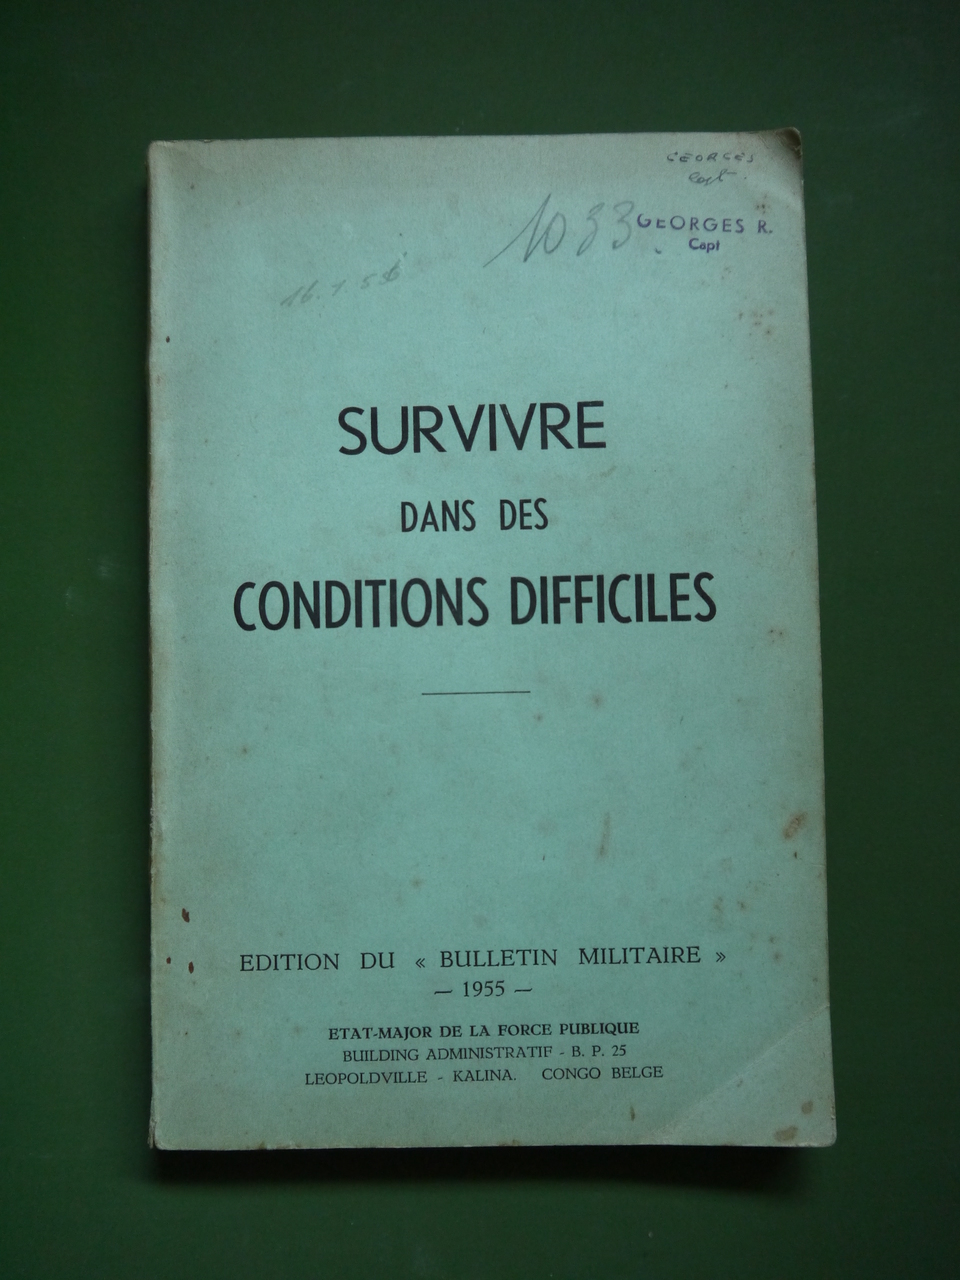 GEORGES
Capt.
1033
GEORGES R.
Capt
16.1.56
SURVIVRE
DANS DES
CONDITIONS DIFFICILES
EDITION DU « BULLETIN MILITAIRE »
— 1955 —
ETAT-MAJOR DE LA FORCE PUBLIQUE
BUILDING ADMINISTRATIF - B. P. 25
LEOPOLDVILLE - KALINA. CONGO BELGE